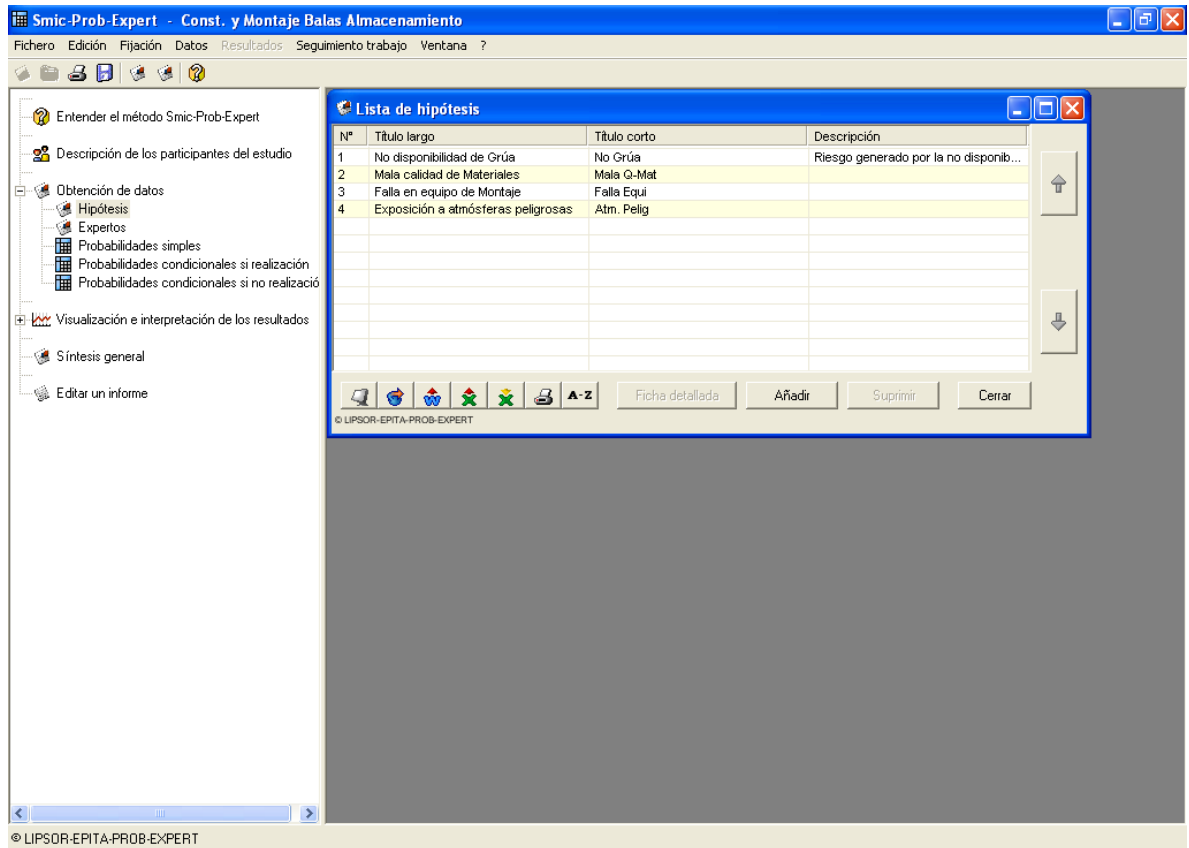 Smic-Prob-Expert - Const. y Montaje Balas Almacenamiento
Fichero Edición Fijación Datos Resultados Seguimiento trabajo Ventana ?
Entender el método Smic-Prob-Expert
Descripción de los participantes del estudio
Obtención de datos
Hipótesis
Expertos
Probabilidades simples
Probabilidades condicionales si realización
Probabilidades condicionales si no realizació
Visualización e interpretación de los resultados
Síntesis general
Editar un informe
Lista de hipótesis
N° Título largo Título corto Descripción
1 No disponibilidad de Grúa No Grúa Riesgo generado por la no disponib...
2 Mala calidad de Materiales Mala Q-Mat
3 Falla en equipo de Montaje Falla Equi
4 Exposición a atmósferas peligrosas Atm. Pelig
A-Z Ficha detallada Añadir Suprimir Cerrar
© LIPSOR-EPITA-PROB-EXPERT
© LIPSOR-EPITA-PROB-EXPERT